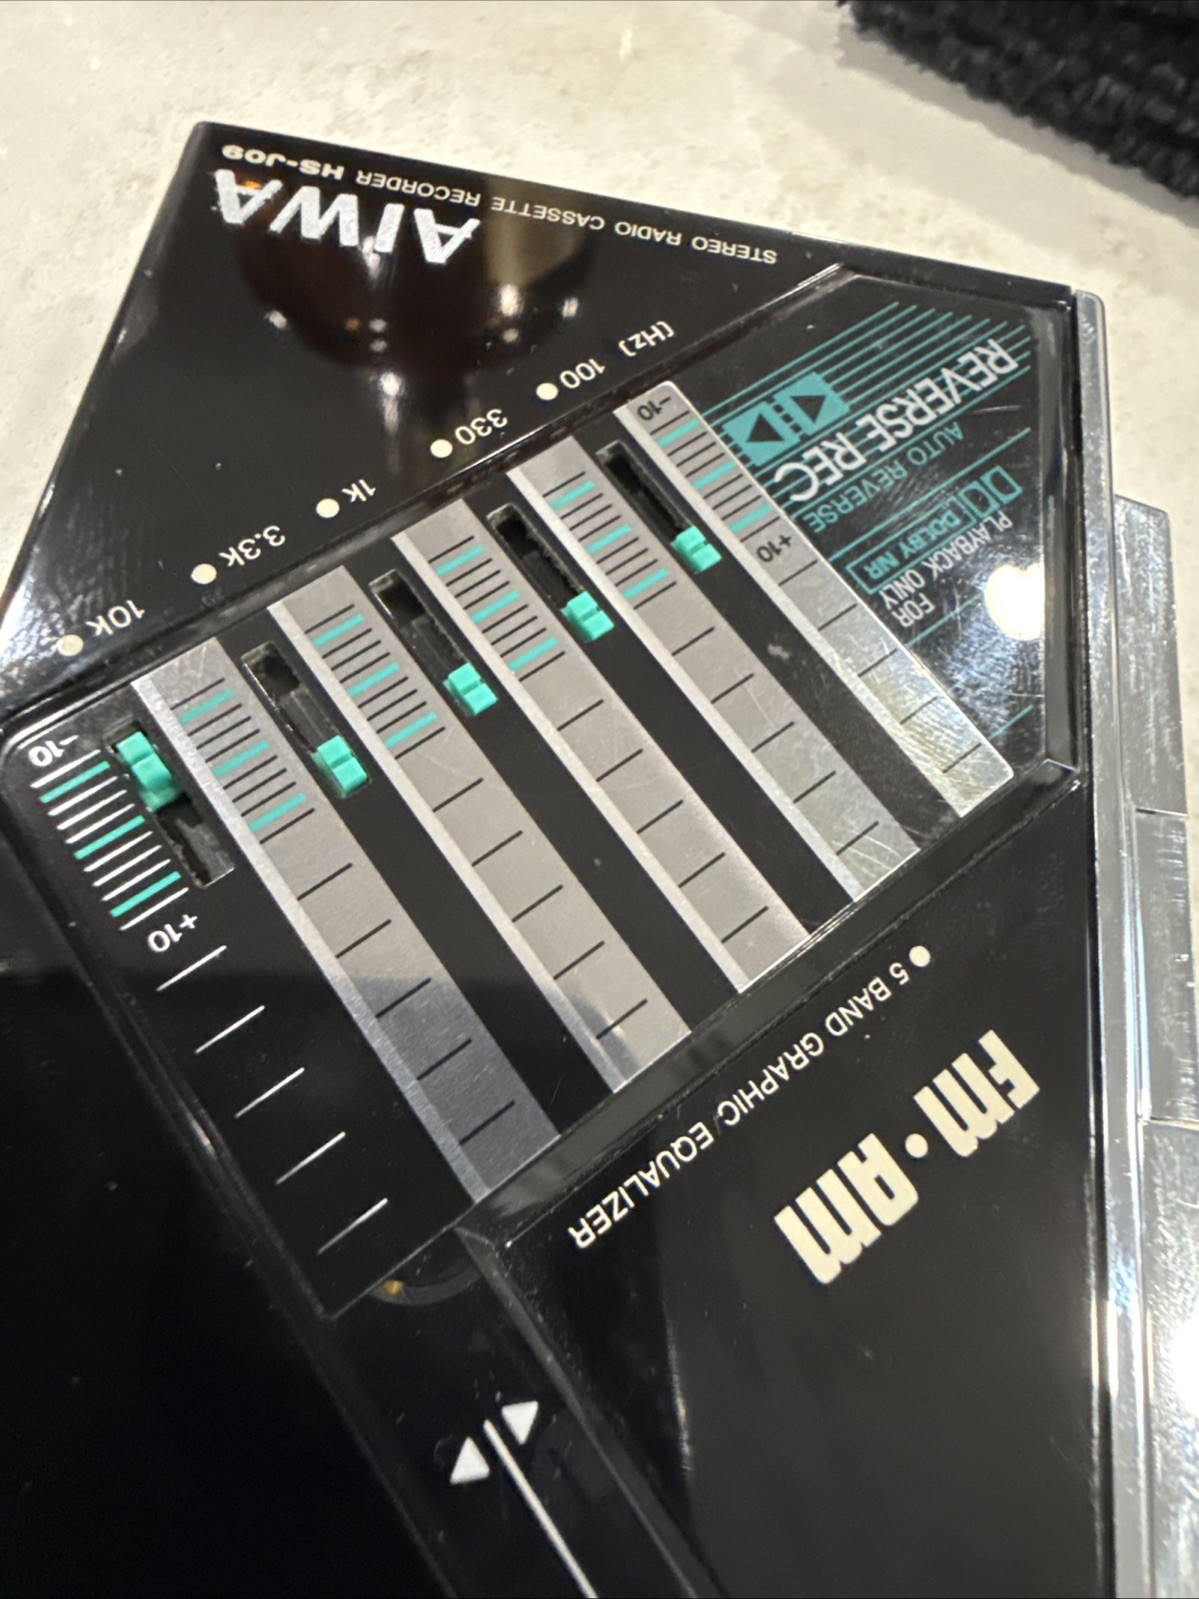 AIWA
STEREO RADIO CASSETTE RECORDER HS-J09
(Hz) 100 330 1k 3.3k 10k
-10
+10
-10
+10
REVERSE REC
AUTO REVERSE
DOLBY NR
FOR
PLAYBACK ONLY
5 BAND GRAPHIC EQUALIZER
FM•AM